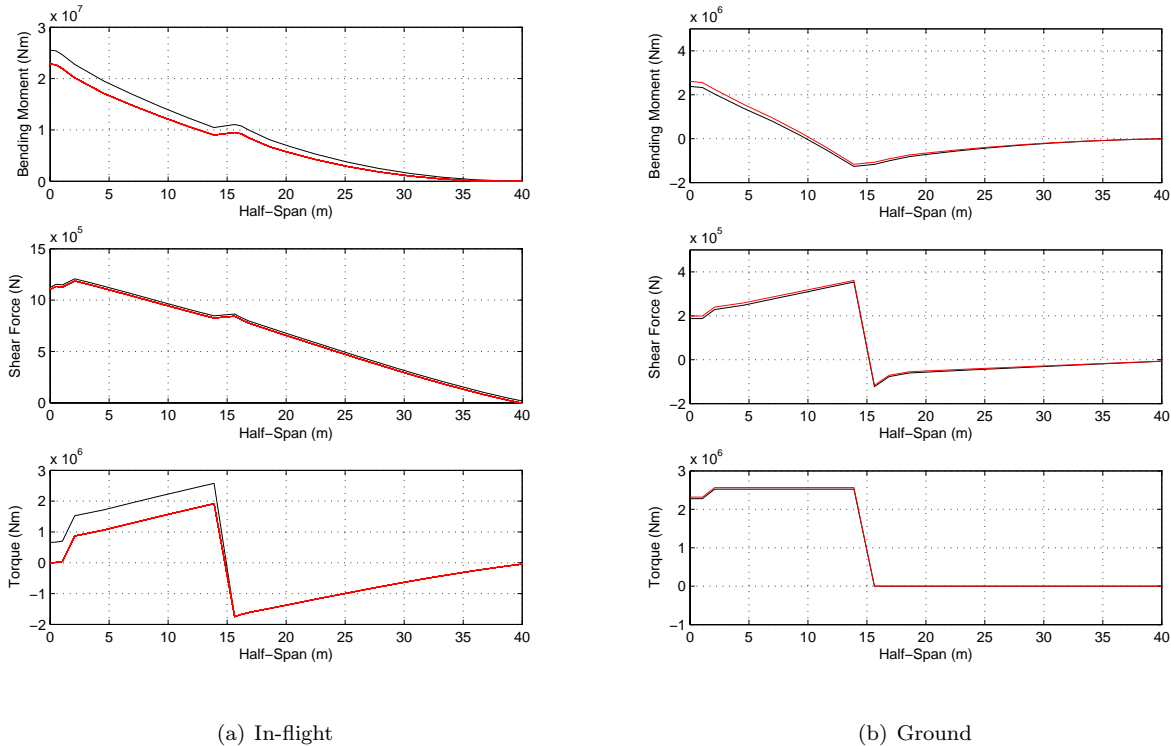 x 10^7
3
2
1
0
Bending Moment (Nm)
0 5 10 15 20 25 30 35 40
Half−Span (m)
x 10^5
15
10
5
0
Shear Force (N)
0 5 10 15 20 25 30 35 40
Half−Span (m)
x 10^6
3
2
1
0
−1
−2
Torque (Nm)
0 5 10 15 20 25 30 35 40
Half−Span (m)
(a) In-flight
x 10^6
4
2
0
−2
Bending Moment (Nm)
0 5 10 15 20 25 30 35 40
Half−Span (m)
x 10^5
4
2
0
−2
Shear Force (N)
0 5 10 15 20 25 30 35 40
Half−Span (m)
x 10^6
3
2
1
0
−1
Torque (Nm)
0 5 10 15 20 25 30 35 40
Half−Span (m)
(b) Ground